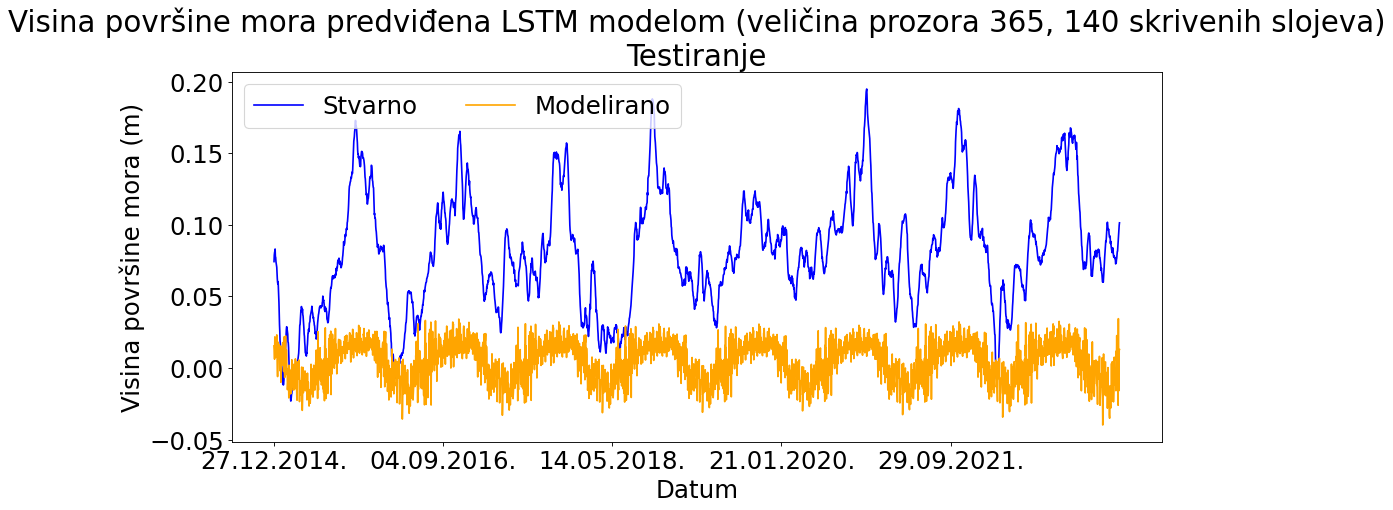 Visina površine mora predviđena LSTM modelom (veličina prozora 365, 140 skrivenih slojeva)
Testiranje
Stvarno Modelirano
Visina površine mora (m)
0.20
0.15
0.10
0.05
0.00
−0.05
27.12.2014. 04.09.2016. 14.05.2018. 21.01.2020. 29.09.2021.
Datum